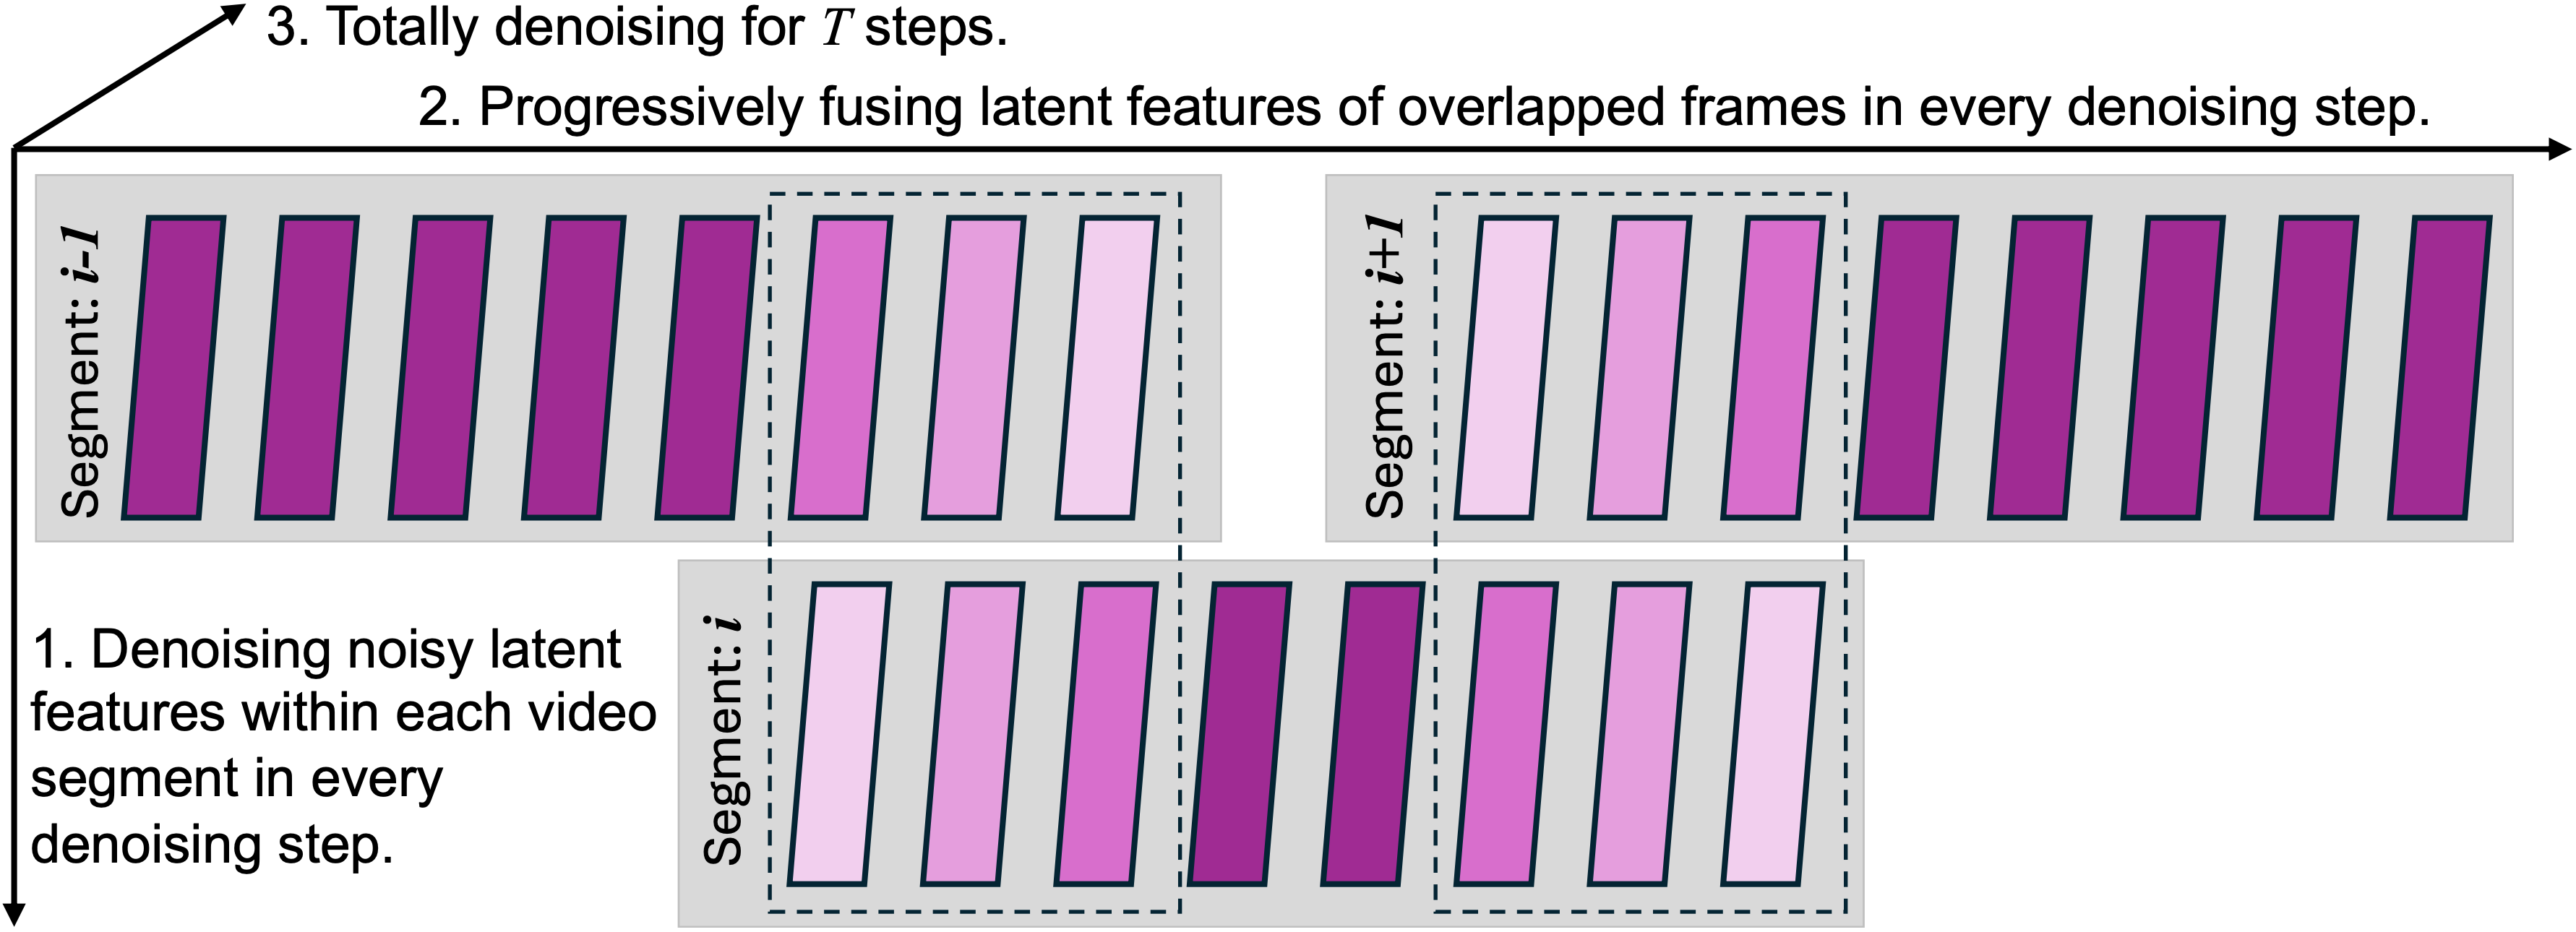 3. Totally denoising for T steps.
2. Progressively fusing latent features of overlapped frames in every denoising step.
Segment: i-1
Segment: i+1
Segment: i
1. Denoising noisy latent
features within each video
segment in every
denoising step.